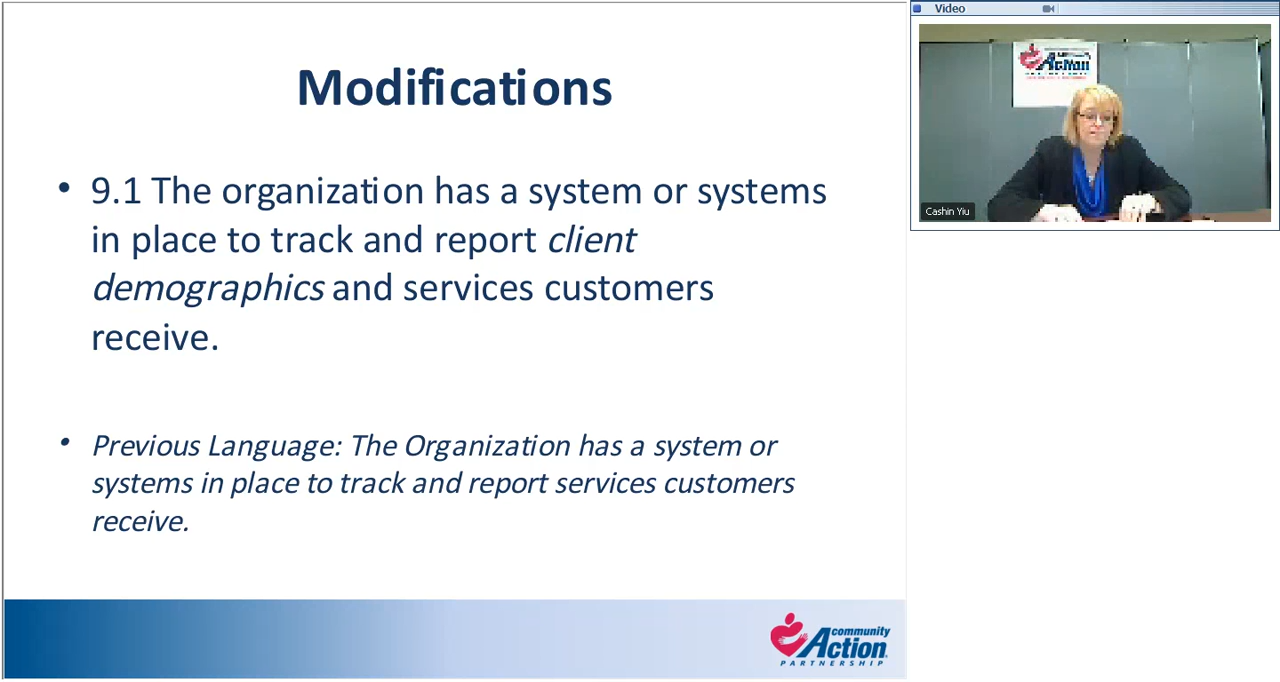 Modifications
• 9.1 The organization has a system or systems
in place to track and report client
demographics and services customers
receive.
• Previous Language: The Organization has a system or
systems in place to track and report services customers
receive.
community
Action
PARTNERSHIP
Video
Action
Cashin Yiu